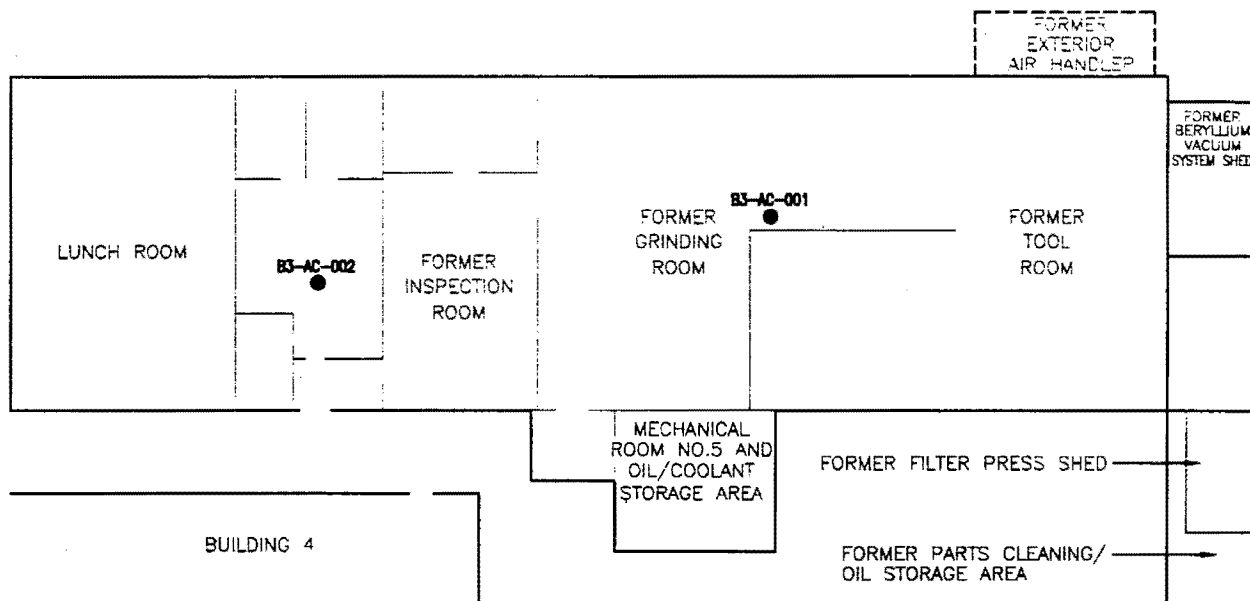 FORMER
EXTERIOR
AIR HANDLER
FORMER
BERYLLIUM
VACUUM
SYSTEM SHED
B3-AC-001
FORMER
GRINDING
ROOM
FORMER
TOOL
ROOM
LUNCH ROOM
B3-AC-002
FORMER
INSPECTION
ROOM
MECHANICAL
ROOM NO.5 AND
OIL/COOLANT
STORAGE AREA
FORMER FILTER PRESS SHED
BUILDING 4
FORMER PARTS CLEANING/
OIL STORAGE AREA